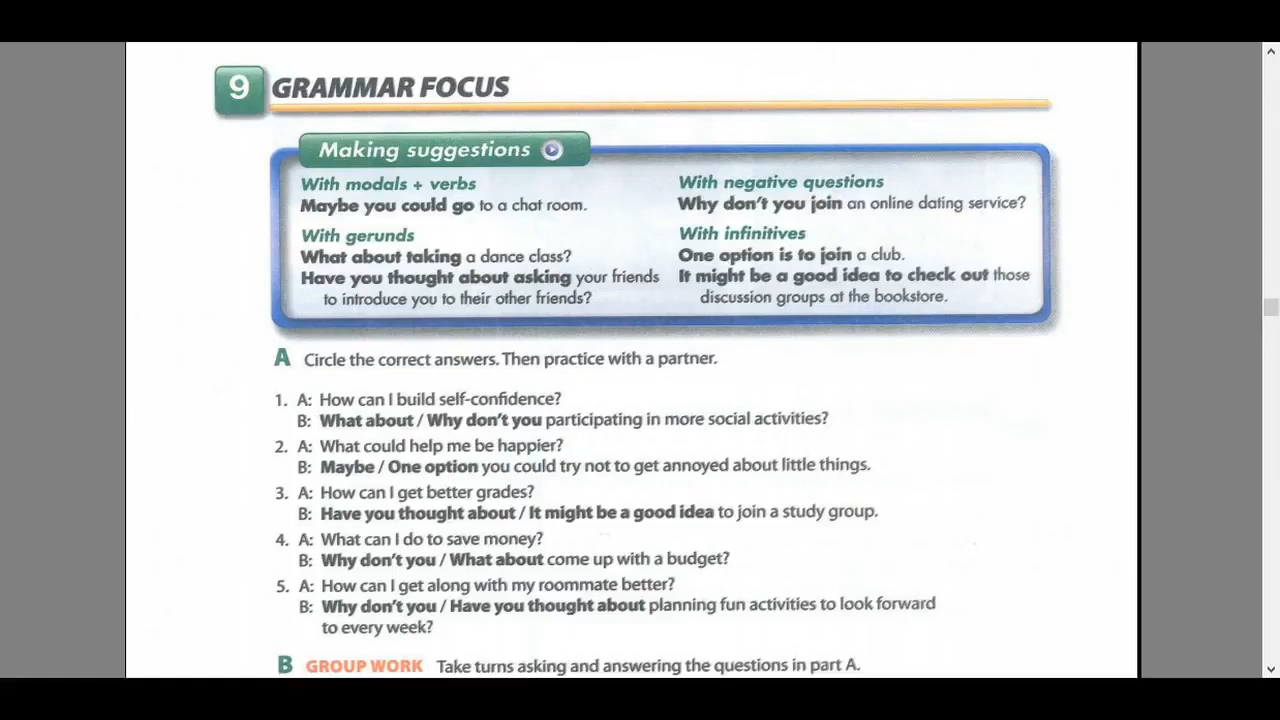 9 GRAMMAR FOCUS
Making suggestions
With modals + verbs
Maybe you could go to a chat room.
With gerunds
What about taking a dance class?
Have you thought about asking your friends
to introduce you to their other friends?
With negative questions
Why don't you join an online dating service?
With infinitives
One option is to join a club.
It might be a good idea to check out those
discussion groups at the bookstore.
A Circle the correct answers. Then practice with a partner.
1. A: How can I build self-confidence?
B: What about / Why don't you participating in more social activities?
2. A: What could help me be happier?
B: Maybe / One option you could try not to get annoyed about little things.
3. A: How can I get better grades?
B: Have you thought about / It might be a good idea to join a study group.
4. A: What can I do to save money?
B: Why don't you / What about come up with a budget?
5. A: How can I get along with my roommate better?
B: Why don't you / Have you thought about planning fun activities to look forward
to every week?
B GROUP WORK Take turns asking and answering the questions in part A.